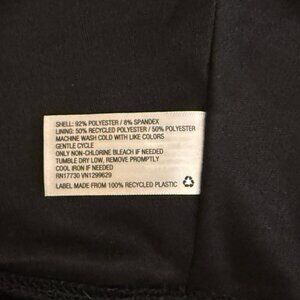 SHELL: 92% POLYESTER / 8% SPANDEX
LINING: 50% RECYCLED POLYESTER / 50% POLYESTER
MACHINE WASH COLD WITH LIKE COLORS
GENTLE CYCLE
ONLY NON-CHLORINE BLEACH IF NEEDED
TUMBLE DRY LOW, REMOVE PROMPTLY
COOL IRON IF NEEDED
RN17730 VN1299629
LABEL MADE FROM 100% RECYCLED PLASTIC